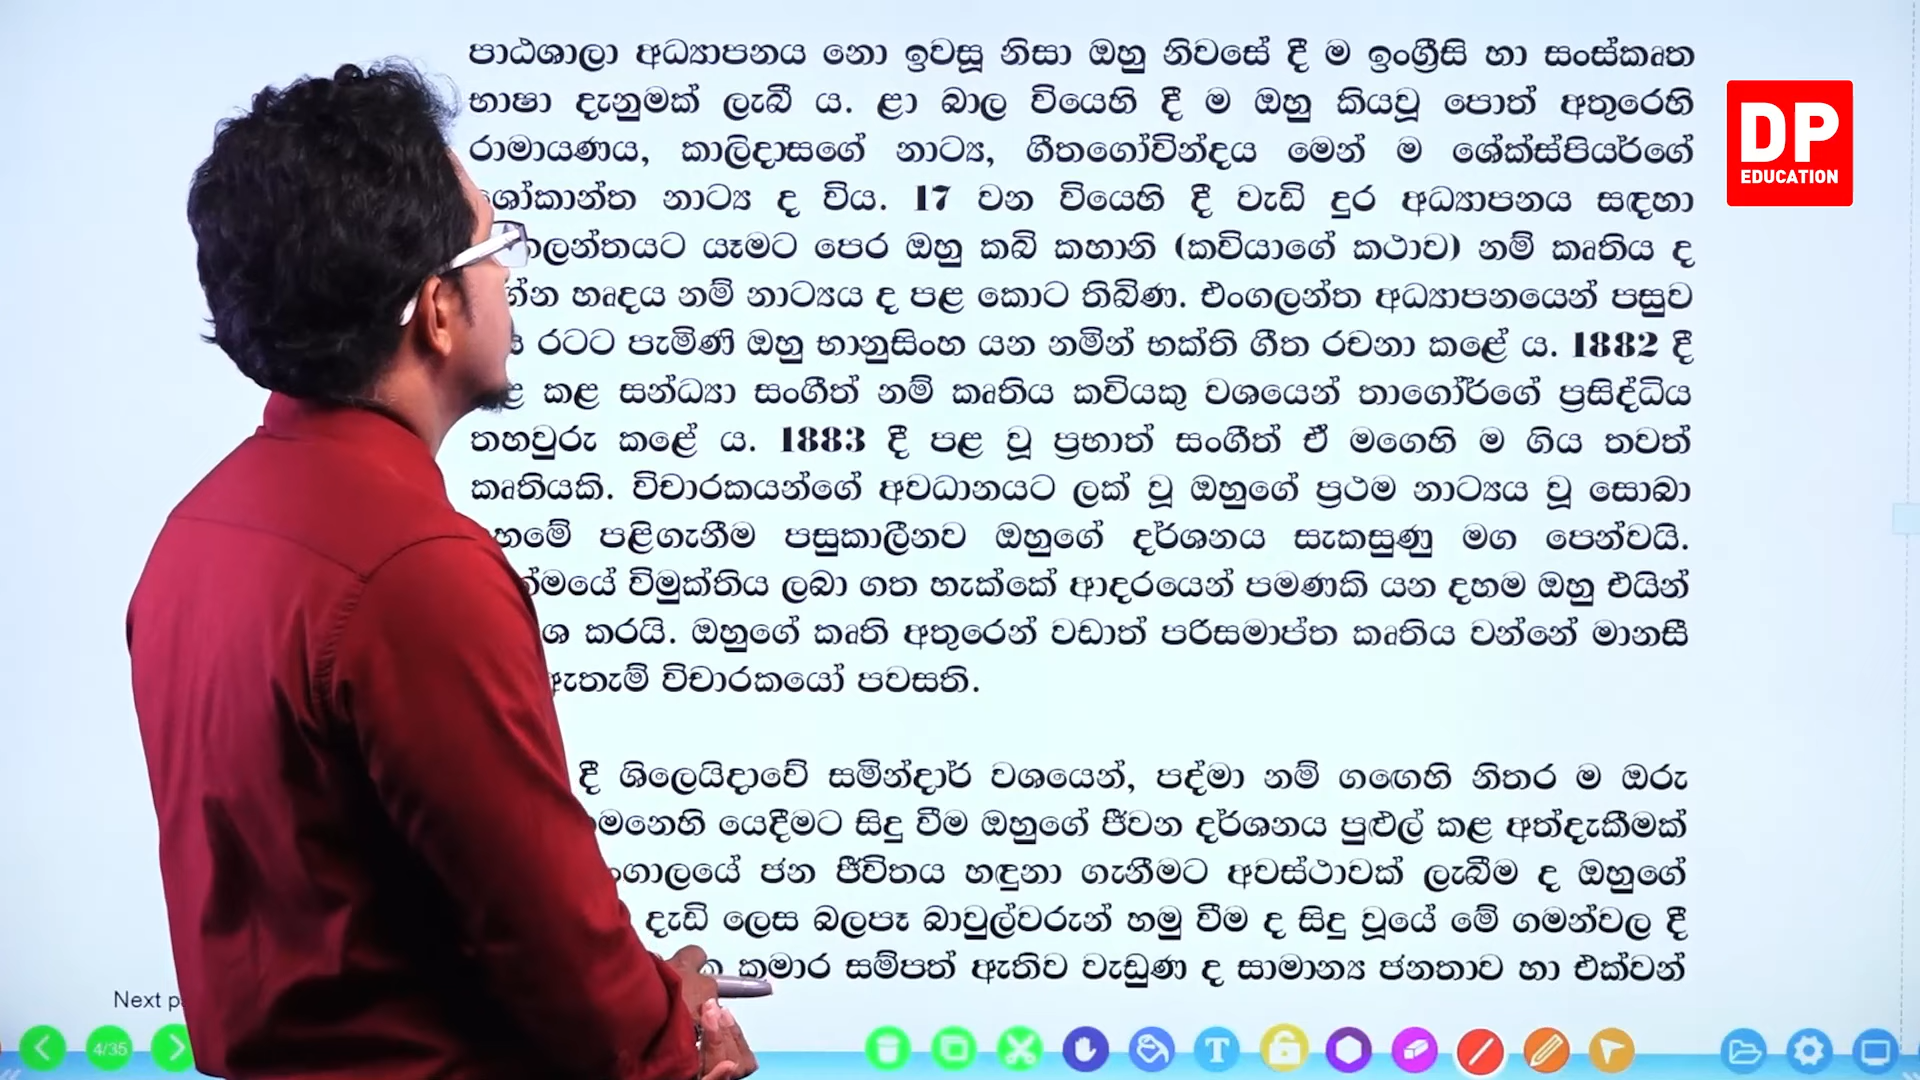 පාඨශාලා අධ්‍යාපනය නො ඉවසූ නිසා ඔහු නිවසේ දී ම ඉංග්‍රීසි හා සංස්කෘත
භාෂා දැනුමක් ලැබී ය. ළා බාල වියෙහි දී ම ඔහු කියවූ පොත් අතුරෙහි
රාමායණය, කාලිදාසගේ නාට්‍ය, ගීතගෝවින්දය මෙන් ම ශේක්ස්පියර්ගේ
නාට්‍ය ද විය. 17 වන වියෙහි දී වැඩි දුර අධ්‍යාපනය සඳහා
යෑමට පෙර ඔහු කබි කහානි (කවියාගේ කථාව) නම් කෘතිය ද
හෘදය නම් නාට්‍යය ද පළ කොට තිබිණ. එංගලන්ත අධ්‍යාපනයෙන් පසුව
රටට පැමිණි ඔහු භානුසිංහ යන නමින් භක්ති ගීත රචනා කළේ ය. 1882 දී
කළ සන්ධ්‍යා සංගීත් නම් කෘතිය කවියකු වශයෙන් තාගෝර්ගේ ප්‍රසිද්ධිය
තහවුරු කළේ ය. 1883 දී පළ වූ ප්‍රභාත් සංගීත් ඒ මගෙහි ම ගිය තවත්
කෘතියකි. විචාරකයන්ගේ අවධානයට ලක් වූ ඔහුගේ ප්‍රථම නාට්‍යය වූ සොබා
පළිගැනීම පසුකාලීනව ඔහුගේ දර්ශනය සැකසුණු මග පෙන්වයි.
විමුක්තිය ලබා ගත හැක්කේ ආදරයෙන් පමණකි යන දහම ඔහු එයින්
කරයි. ඔහුගේ කෘති අතුරෙන් වඩාත් පරිසමාප්ත කෘතිය වන්නේ මානසී
ඇතැම් විචාරකයෝ පවසති.
දී ශිලෙයිදාවේ සමින්දාර් වශයෙන්, පද්මා නම් ගඟෙහි නිතර ම ඔරු
යෙදීමට සිදු වීම ඔහුගේ ජීවන දර්ශනය පුළුල් කළ අත්දැකීමක්
ජන ජීවිතය හඳුනා ගැනීමට අවස්ථාවක් ලැබීම ද ඔහුගේ
දැඩි ලෙස බලපෑ බාවුල්වරුන් හමු වීම ද සිදු වූයේ මේ ගමන්වල දී
කුමාර සම්පත් ඇතිව වැඩුණ ද සාමාන්‍ය ජනතාව හා එක්වන්
DP
EDUCATION
Next
4/35
T